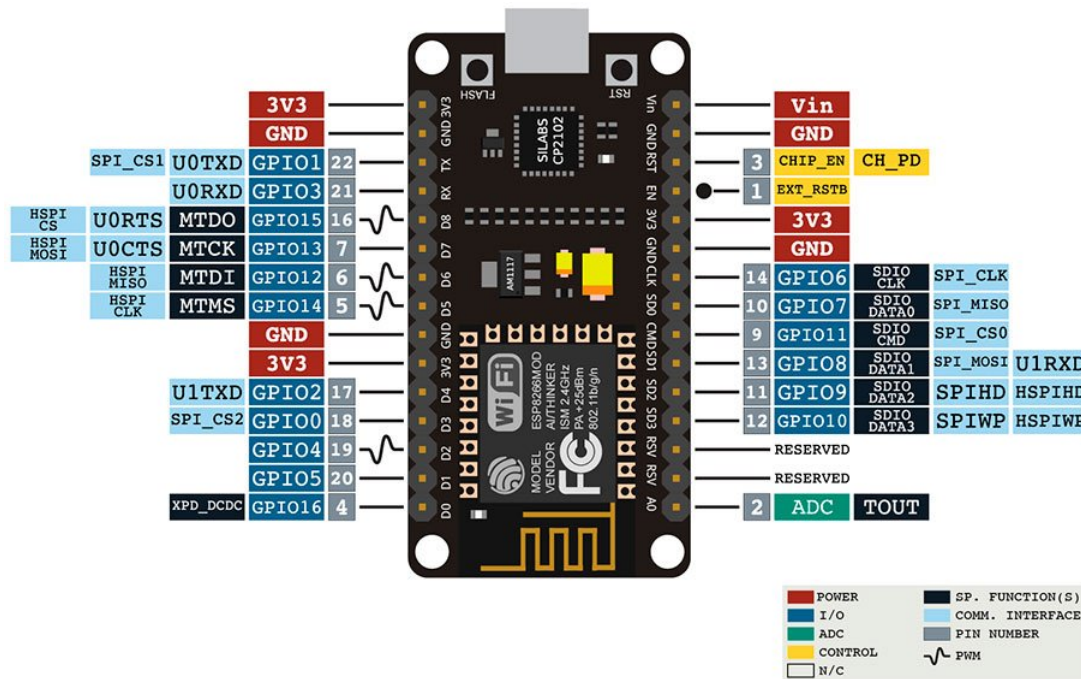 FLASH
RST
SILABS
CP2102
AM1117
WiFi
ESP8266MOD
AI/THINKER
ISM 2.4GHz
PA +25dBm
802.11b/g/n
MODEL
VENDOR
FC
3V3 3V3
GND GND
SPI_CS1 U0TXD GPIO1 22 TX
U0RXD GPIO3 21 RX
HSPI CS U0RTS MTDO GPIO15 16 D8
HSPI MOSI U0CTS MTCK GPIO13 7 D7
HSPI MISO MTDI GPIO12 6 D6
HSPI CLK MTMS GPIO14 5 D5
GND GND
3V3 3V3
U1TXD GPIO2 17 D4
SPI_CS2 GPIO0 18 D3
GPIO4 19 D2
GPIO5 20 D1
XPD_DCDC GPIO16 4 D0
Vin Vin
GND GND
RST 3 CHIP_EN CH_PD
EN 1 EXT_RSTB
3V3 3V3
GND GND
CLK 14 GPIO6 SDIO CLK SPI_CLK
SD0 10 GPIO7 SDIO DATA0 SPI_MISO
CMD 9 GPIO11 SDIO CMD SPI_CS0
SD1 13 GPIO8 SDIO DATA1 SPI_MOSI U1RXD
SD2 11 GPIO9 SDIO DATA2 SPIHD HSPIHD
SD3 12 GPIO10 SDIO DATA3 SPIWP HSPIWP
RSV RESERVED
RSV RESERVED
A0 2 ADC TOUT
POWER SP. FUNCTION(S)
I/O COMM. INTERFACE
ADC PIN NUMBER
CONTROL PWM
N/C